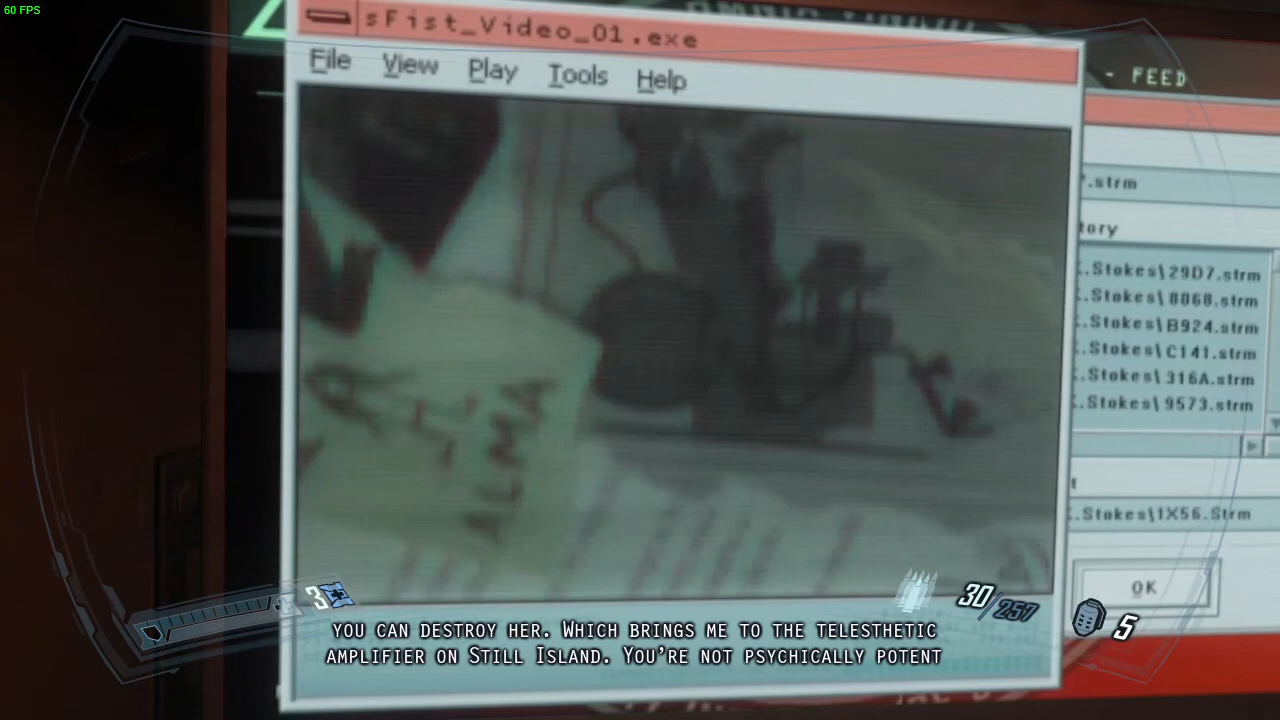 60 FPS
sFist_Video_01.exe
File View Play Tools Help
- FEED
.strm
tory
.Stokes\29D7.strm
.Stokes\8068.strm
.Stokes\B924.strm
.Stokes\C141.strm
.Stokes\316A.strm
.Stokes\9573.strm
.Stokes\1X56.Strm
OK
ALMA
3
30/257
5
YOU CAN DESTROY HER. WHICH BRINGS ME TO THE TELESTHETIC
AMPLIFIER ON STILL ISLAND. YOU'RE NOT PSYCHICALLY POTENT